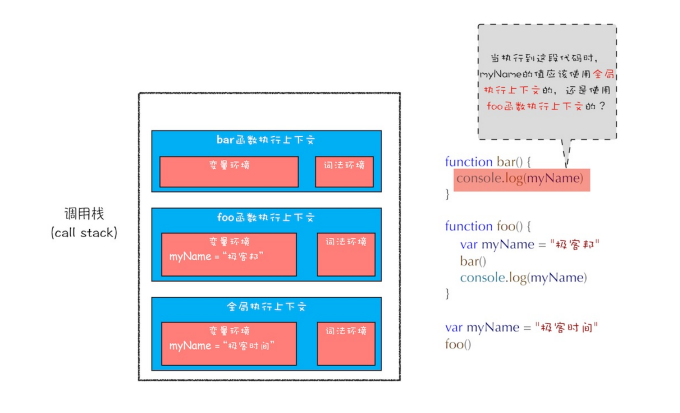 当执行到这段代码时，
myName的值应该使用全局
执行上下文的，还是使用
foo函数执行上下文的？
调用栈
(call stack)
bar函数执行上下文
变量环境
词法环境
foo函数执行上下文
变量环境
myName = "极客邦"
词法环境
全局执行上下文
变量环境
myName = "极客时间"
词法环境
function bar() {
console.log(myName)
}
function foo() {
var myName = "极客邦"
bar()
console.log(myName)
}
var myName = "极客时间"
foo()